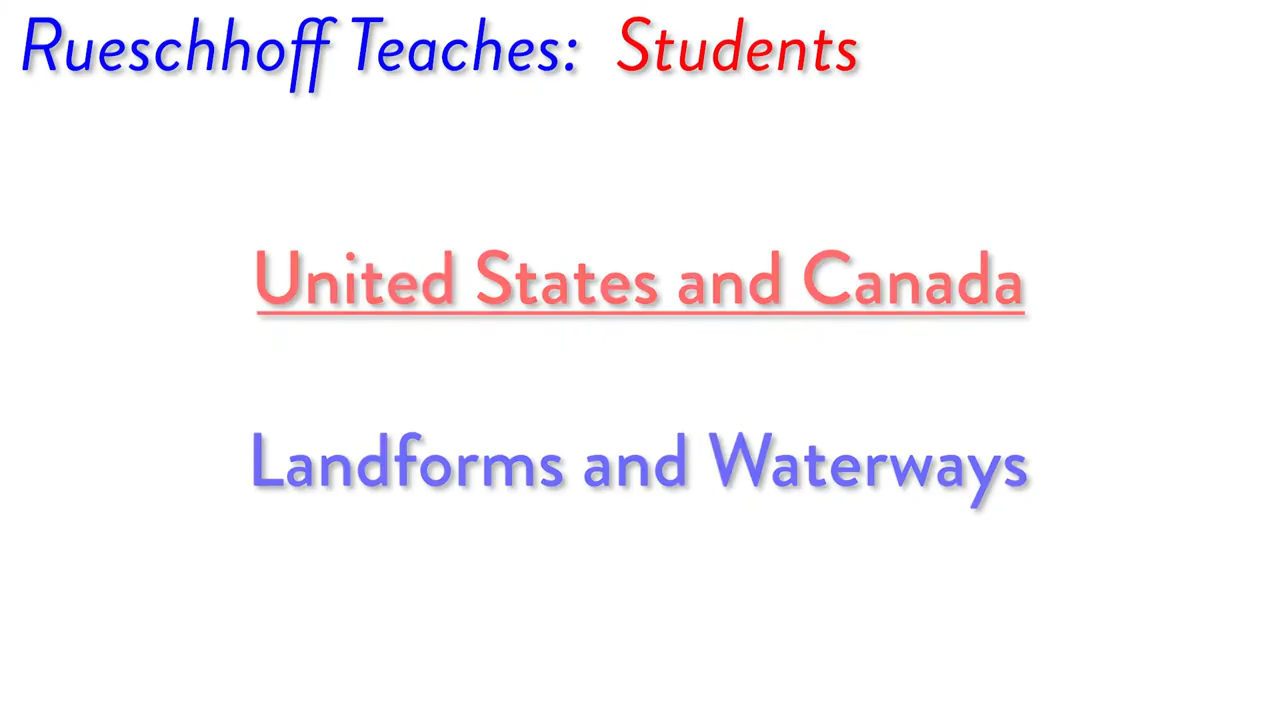 Rueschhoff Teaches: Students
United States and Canada
Landforms and Waterways